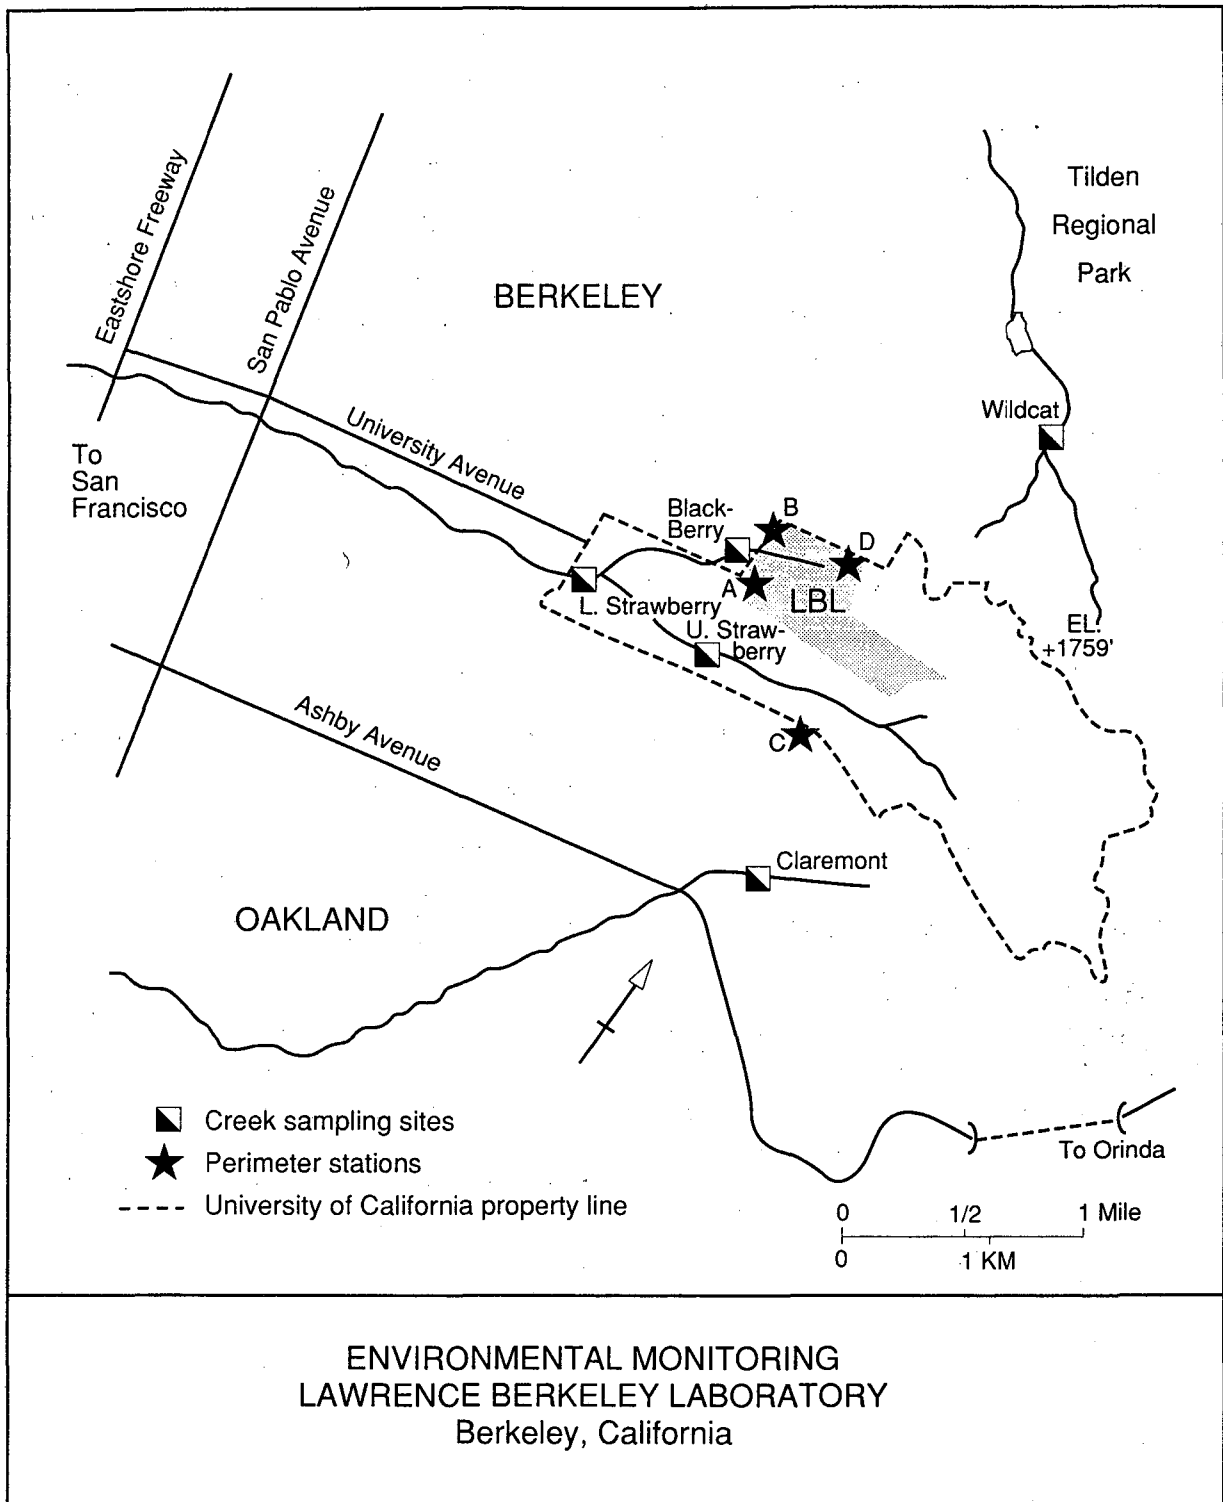 Eastshore Freeway
San Pablo Avenue
Tilden
Regional
Park
BERKELEY
Wildcat
University Avenue
To
San
Francisco
Black-
Berry
B
D
A
LBL
L. Strawberry
U. Straw-
berry
EL.
+1759'
C
Ashby Avenue
Claremont
OAKLAND
Creek sampling sites
Perimeter stations
University of California property line
To Orinda
0 1/2 1 Mile
0 1 KM
ENVIRONMENTAL MONITORING
LAWRENCE BERKELEY LABORATORY
Berkeley, California